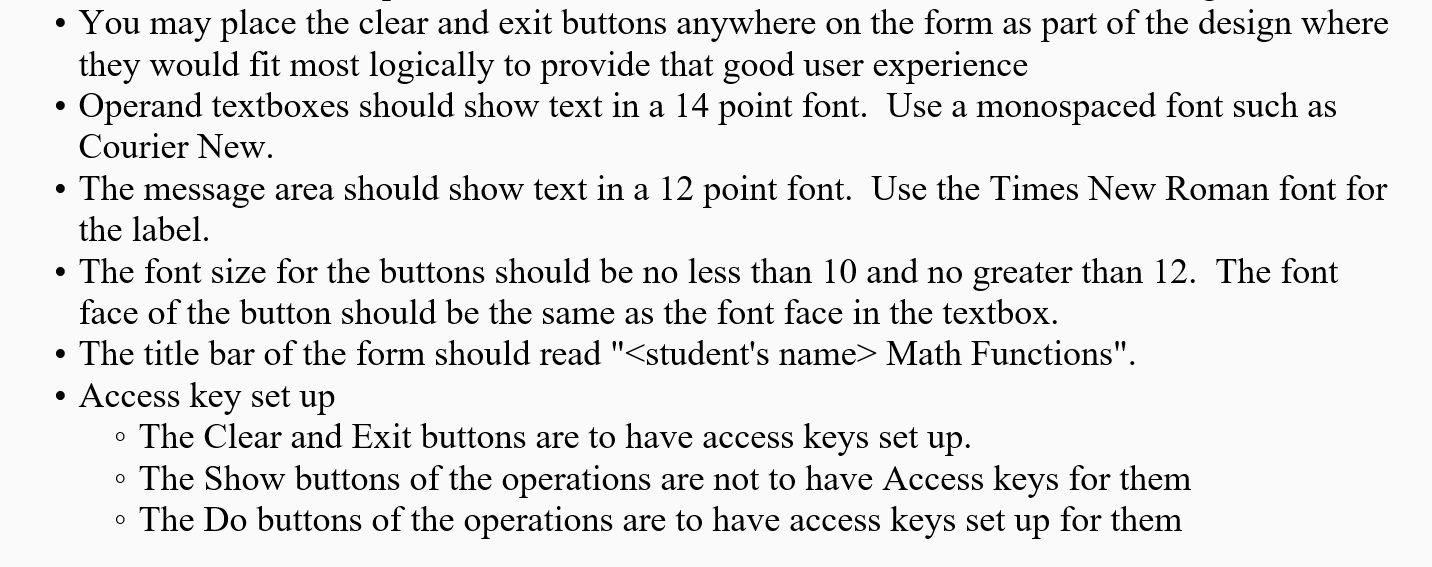 • You may place the clear and exit buttons anywhere on the form as part of the design where
they would fit most logically to provide that good user experience
• Operand textboxes should show text in a 14 point font.  Use a monospaced font such as
Courier New.
• The message area should show text in a 12 point font.  Use the Times New Roman font for
the label.
• The font size for the buttons should be no less than 10 and no greater than 12.  The font
face of the button should be the same as the font face in the textbox.
• The title bar of the form should read "<student's name> Math Functions".
• Access key set up
◦ The Clear and Exit buttons are to have access keys set up.
◦ The Show buttons of the operations are not to have Access keys for them
◦ The Do buttons of the operations are to have access keys set up for them